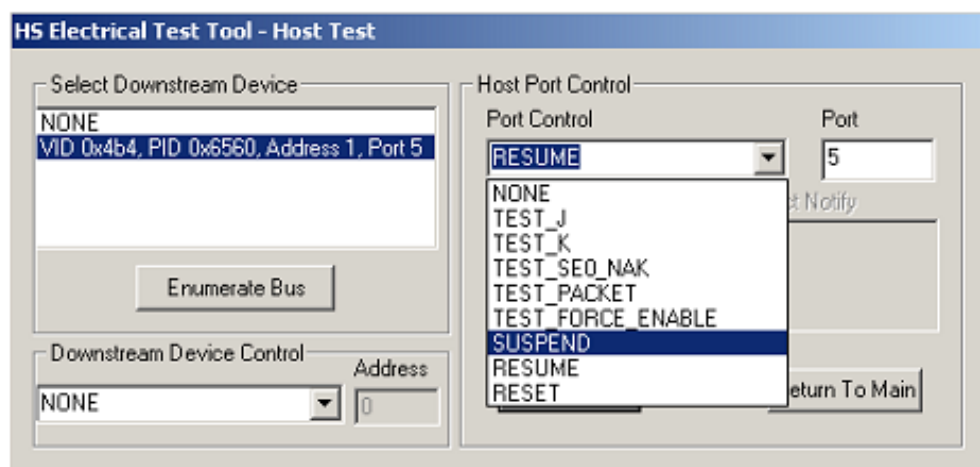 HS Electrical Test Tool - Host Test
Select Downstream Device
NONE
VID 0x4b4, PID 0x6560, Address 1, Port 5
Enumerate Bus
Downstream Device Control
Address
NONE
0
Host Port Control
Port Control
Port
RESUME
5
NONE
TEST_J
TEST_K
TEST_SE0_NAK
TEST_PACKET
TEST_FORCE_ENABLE
SUSPEND
RESUME
RESET
Notify
To Main